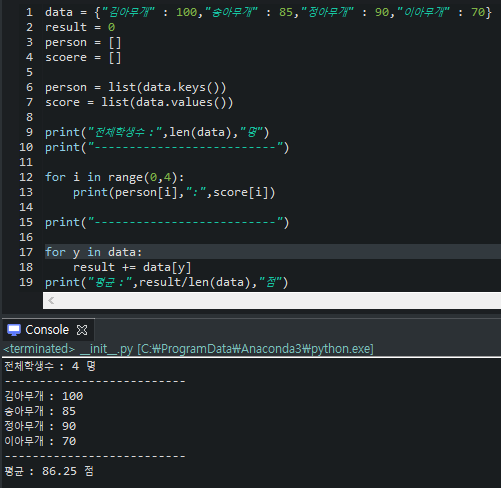 1 data = {"김아무개" : 100,"송아무개" : 85,"정아무개" : 90,"이아무개" : 70}
2 result = 0
3 person = []
4 scoere = []
5
6 person = list(data.keys())
7 score = list(data.values())
8
9 print("전체학생수 :",len(data),"명")
10 print("--------------------------")
11
12 for i in range(0,4):
13     print(person[i],":",score[i])
14
15 print("--------------------------")
16
17 for y in data:
18     result += data[y]
19 print("평균 :",result/len(data),"점")
Console
<terminated> __init__.py [C:₩ProgramData₩Anaconda3₩python.exe]
전체학생수 : 4 명
--------------------------
김아무개 : 100
송아무개 : 85
정아무개 : 90
이아무개 : 70
--------------------------
평균 : 86.25 점